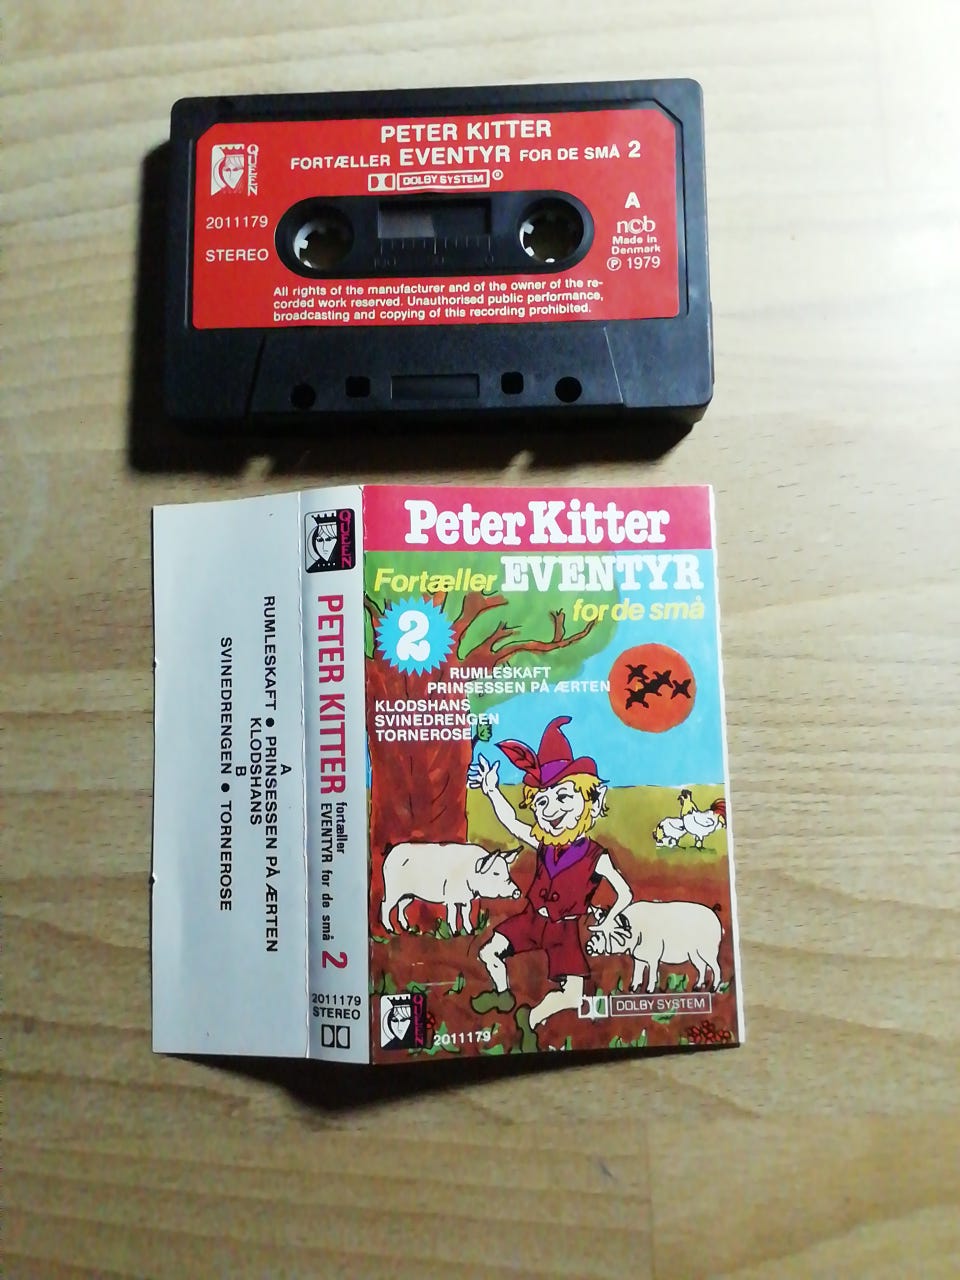 PETER KITTER
FORTÆLLER EVENTYR FOR DE SMÅ 2
DOLBY SYSTEM ®
QUEEN
2011179
STEREO
A
ncb
Made in
Denmark
℗ 1979
All rights of the manufacturer and of the owner of the re-
corded work reserved. Unauthorised public performance,
broadcasting and copying of this recording prohibited.
A
RUMLESKAFT ● PRINSESSEN PÅ ÆRTEN
KLODSHANS
B
SVINEDRENGEN ● TORNEROSE
QUEEN
PETER KITTER fortæller
EVENTYR for de små 2
2011179
STEREO
Peter Kitter
Fortæller EVENTYR
for de små
2
RUMLESKAFT
PRINSESSEN PÅ ÆRTEN
KLODSHANS
SVINEDRENGEN
TORNEROSE
DOLBY SYSTEM
QUEEN
2011179